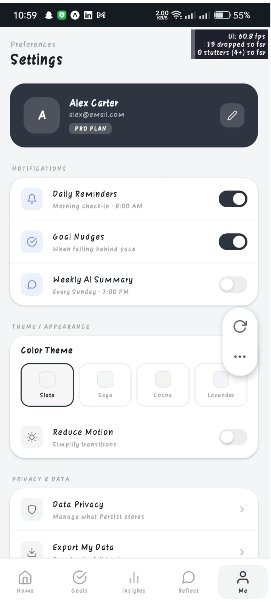 10:59
2.00 KB/s
55%
UI: 60.8 fps
19 dropped so far
0 stutters (4+) so far
Preferences
Settings
A
Alex Carter
alex@email.com
PRO PLAN
NOTIFICATIONS
Daily Reminders
Morning check-in · 8:00 AM
Goal Nudges
When falling behind pace
Weekly AI Summary
Every Sunday · 7:00 PM
THEME / APPEARANCE
Color Theme
Slate
Sage
Cocoa
Lavender
Reduce Motion
Simplify transitions
PRIVACY & DATA
Data Privacy
Manage what Persist stores
Export My Data
Home
Goals
Insights
Reflect
Me